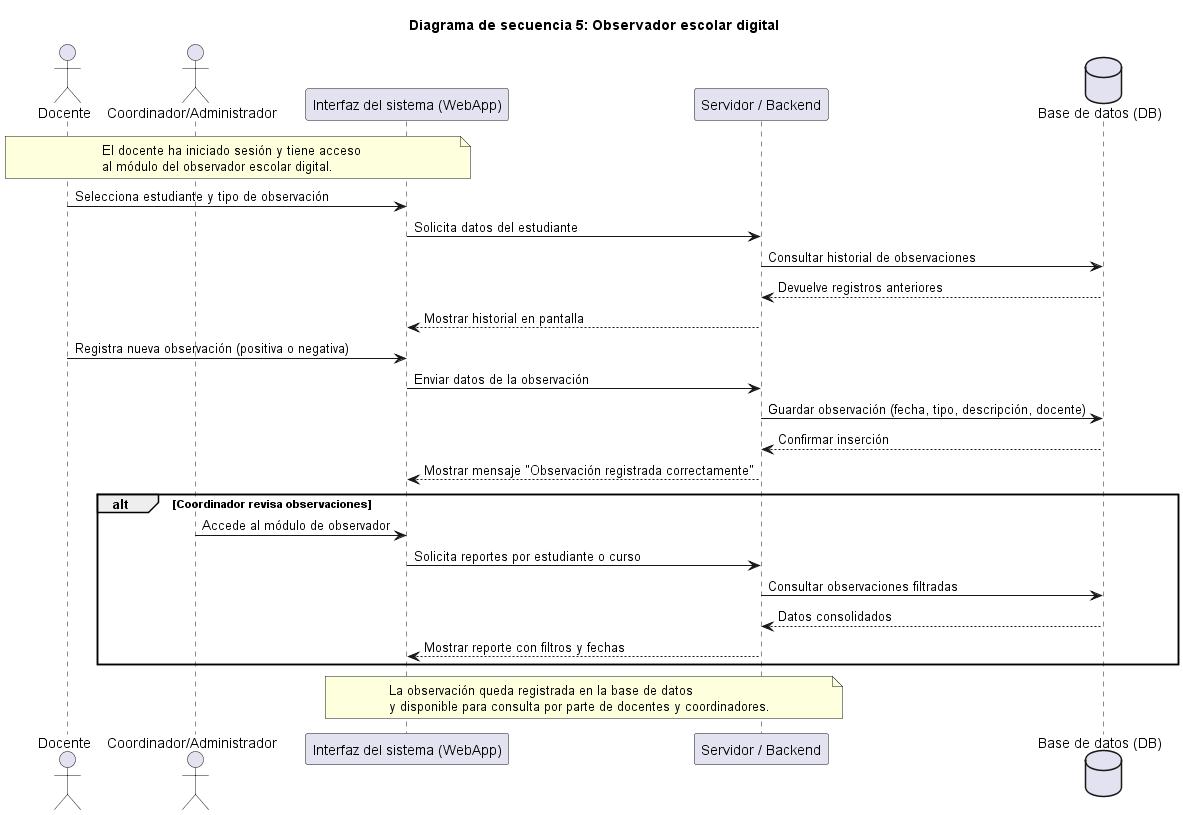 Diagrama de secuencia 5: Observador escolar digital
Docente
Coordinador/Administrador
Interfaz del sistema (WebApp)
Servidor / Backend
Base de datos (DB)
El docente ha iniciado sesión y tiene acceso
al módulo del observador escolar digital.
Selecciona estudiante y tipo de observación
Solicita datos del estudiante
Consultar historial de observaciones
Devuelve registros anteriores
Mostrar historial en pantalla
Registra nueva observación (positiva o negativa)
Enviar datos de la observación
Guardar observación (fecha, tipo, descripción, docente)
Confirmar inserción
Mostrar mensaje "Observación registrada correctamente"
alt [Coordinador revisa observaciones]
Accede al módulo de observador
Solicita reportes por estudiante o curso
Consultar observaciones filtradas
Datos consolidados
Mostrar reporte con filtros y fechas
La observación queda registrada en la base de datos
y disponible para consulta por parte de docentes y coordinadores.
Docente
Coordinador/Administrador
Interfaz del sistema (WebApp)
Servidor / Backend
Base de datos (DB)